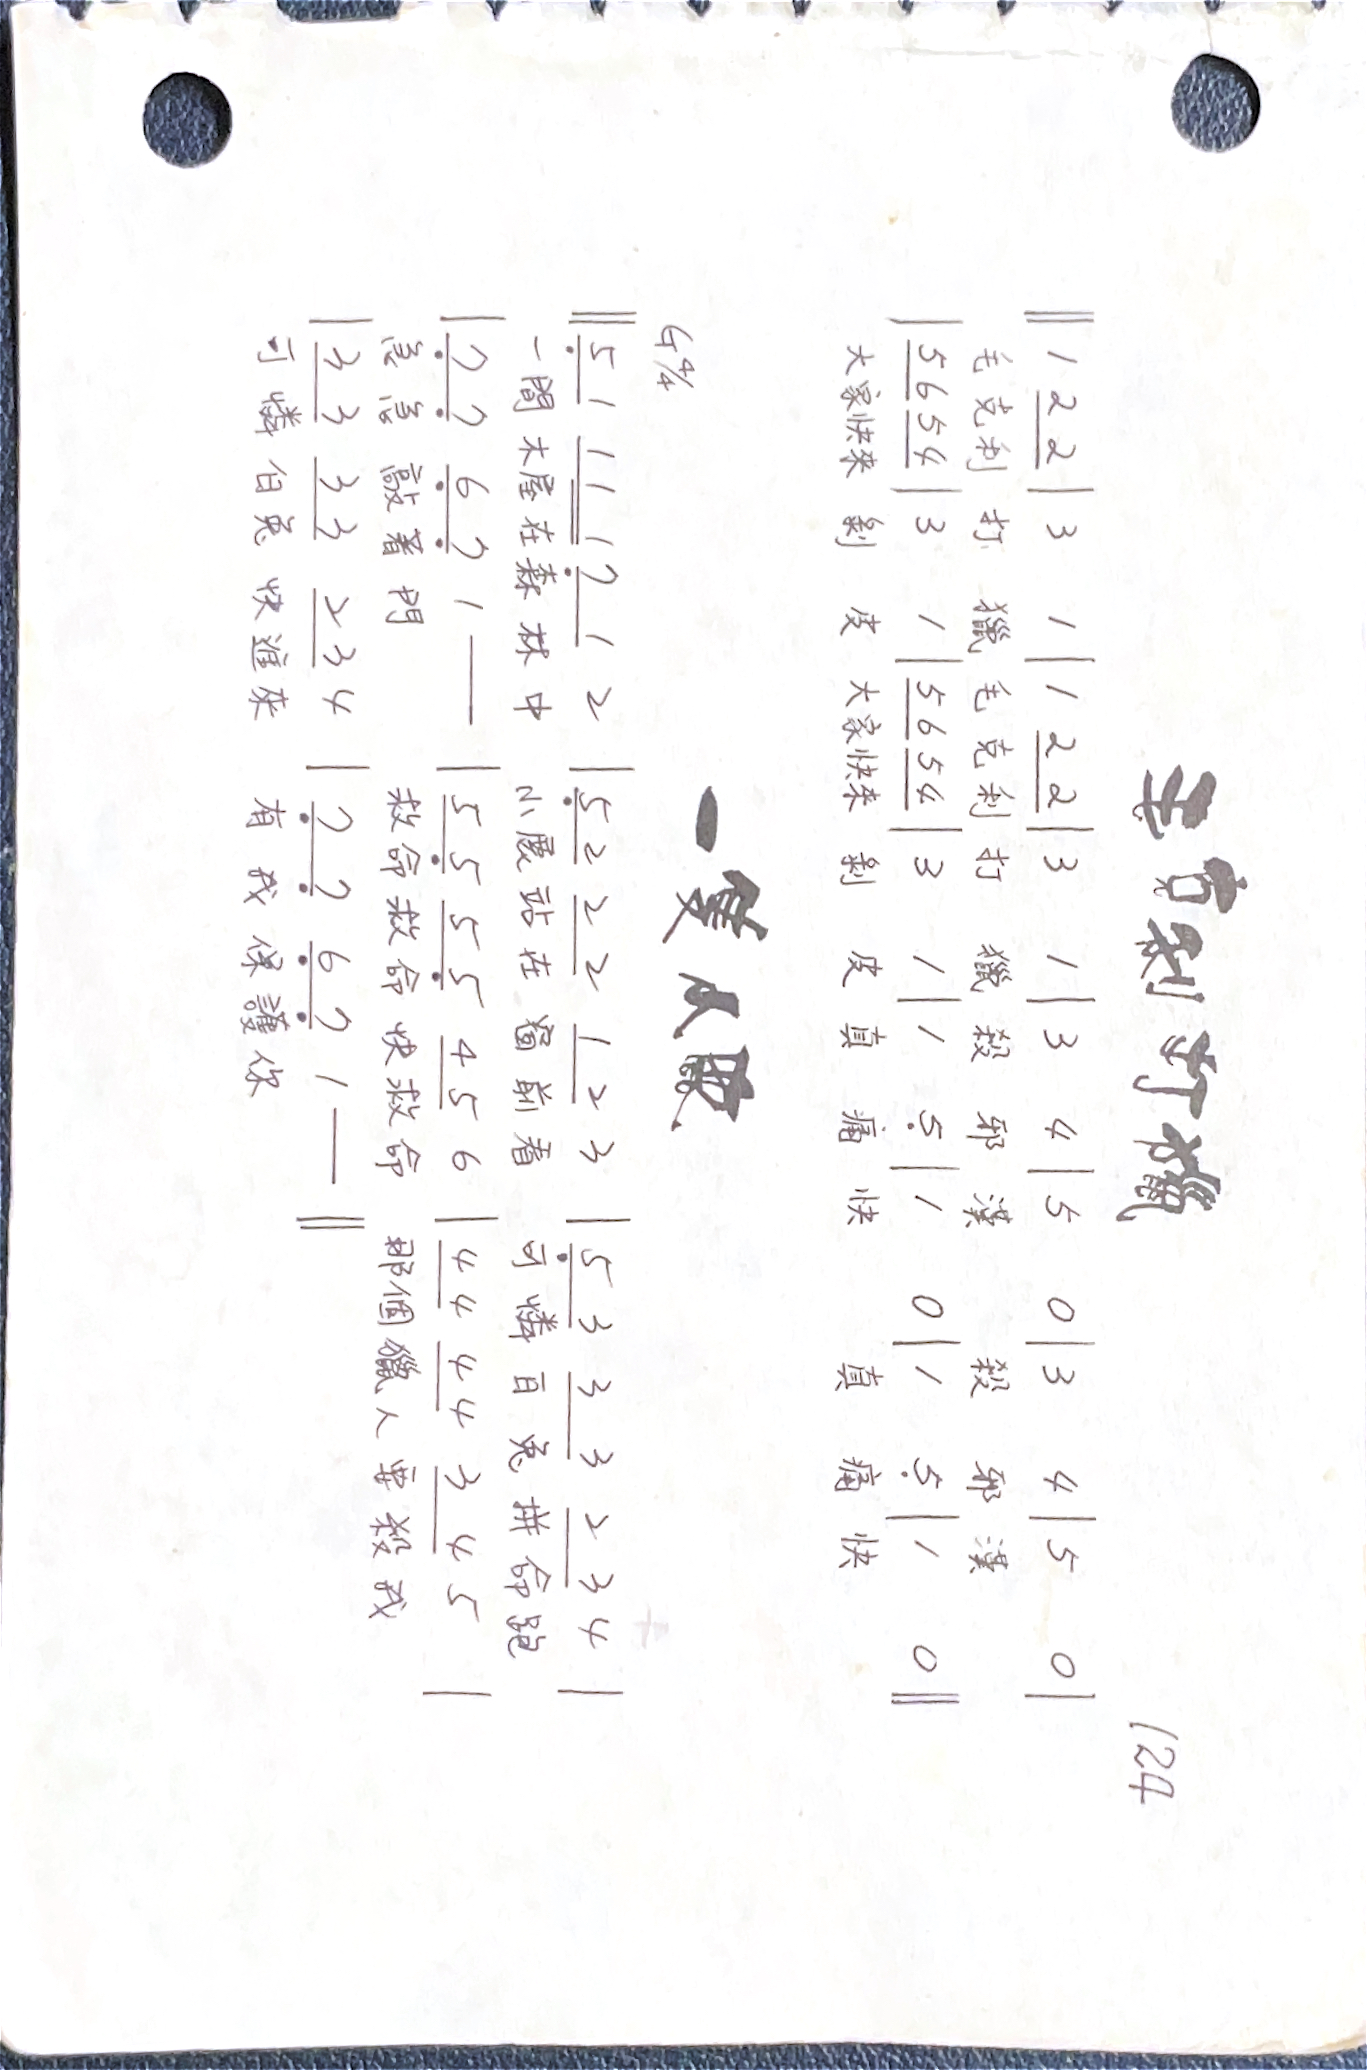 毛克利打獵
124
‖ 1 2 2 | 3 1 | 1 2 2 | 3 1 | 3 4 | 5 0 | 3 4 | 5 0 |
毛克利 打 獵 毛克利 打 獵 殺 邪 漢 殺 邪 漢
| 5 6 5 4 | 3 1 | 5 6 5 4 | 3 1 | 1 5̣ | 1 0 | 1 5̣ | 1 0 ‖
大家快來 剝 皮 大家快來 剝 皮 真 痛 快 真 痛 快
一隻小鹿
G 4/4
‖ 5̣ 1 1 1 1 7̣ 1 2 | 5̣ 2 2 2 1 2 3 | 5̣ 3 3 3 2 3 4 |
一間木屋在森林中 小鹿站在窗前看 可憐白兔拼命跑
| 7̣ 7̣ 6̣ 7̣ 1 — | 5 5̣ 5 5̣ 4 5 6 | 4 4 4 4 3 4 5 |
急急敲著門 救命救命快救命 那個獵人要殺我
| 3 3 3 3 2 3 4 | 7̣ 7̣ 6̣ 7̣ 1 — ‖
可憐白兔快進來 有我保護你